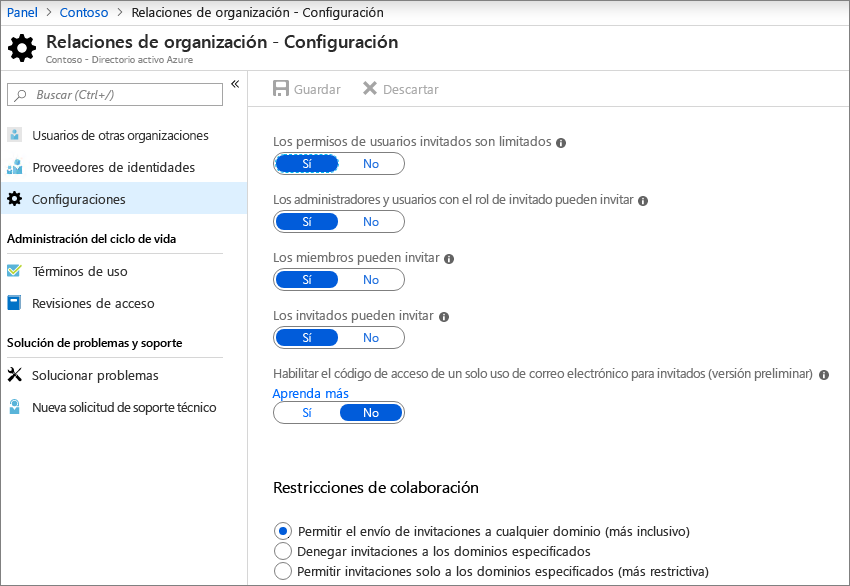 Panel > Contoso > Relaciones de organización - Configuración
Relaciones de organización - Configuración
Contoso - Directorio activo Azure
Buscar (Ctrl+/)
«
Usuarios de otras organizaciones
Proveedores de identidades
Configuraciones
Administración del ciclo de vida
Términos de uso
Revisiones de acceso
Solución de problemas y soporte
Solucionar problemas
Nueva solicitud de soporte técnico
Guardar Descartar
Los permisos de usuarios invitados son limitados
Sí No
Los administradores y usuarios con el rol de invitado pueden invitar
Sí No
Los miembros pueden invitar
Sí No
Los invitados pueden invitar
Sí No
Habilitar el código de acceso de un solo uso de correo electrónico para invitados (versión preliminar)
Aprenda más
Sí No
Restricciones de colaboración
Permitir el envío de invitaciones a cualquier dominio (más inclusivo)
Denegar invitaciones a los dominios especificados
Permitir invitaciones solo a los dominios especificados (más restrictiva)